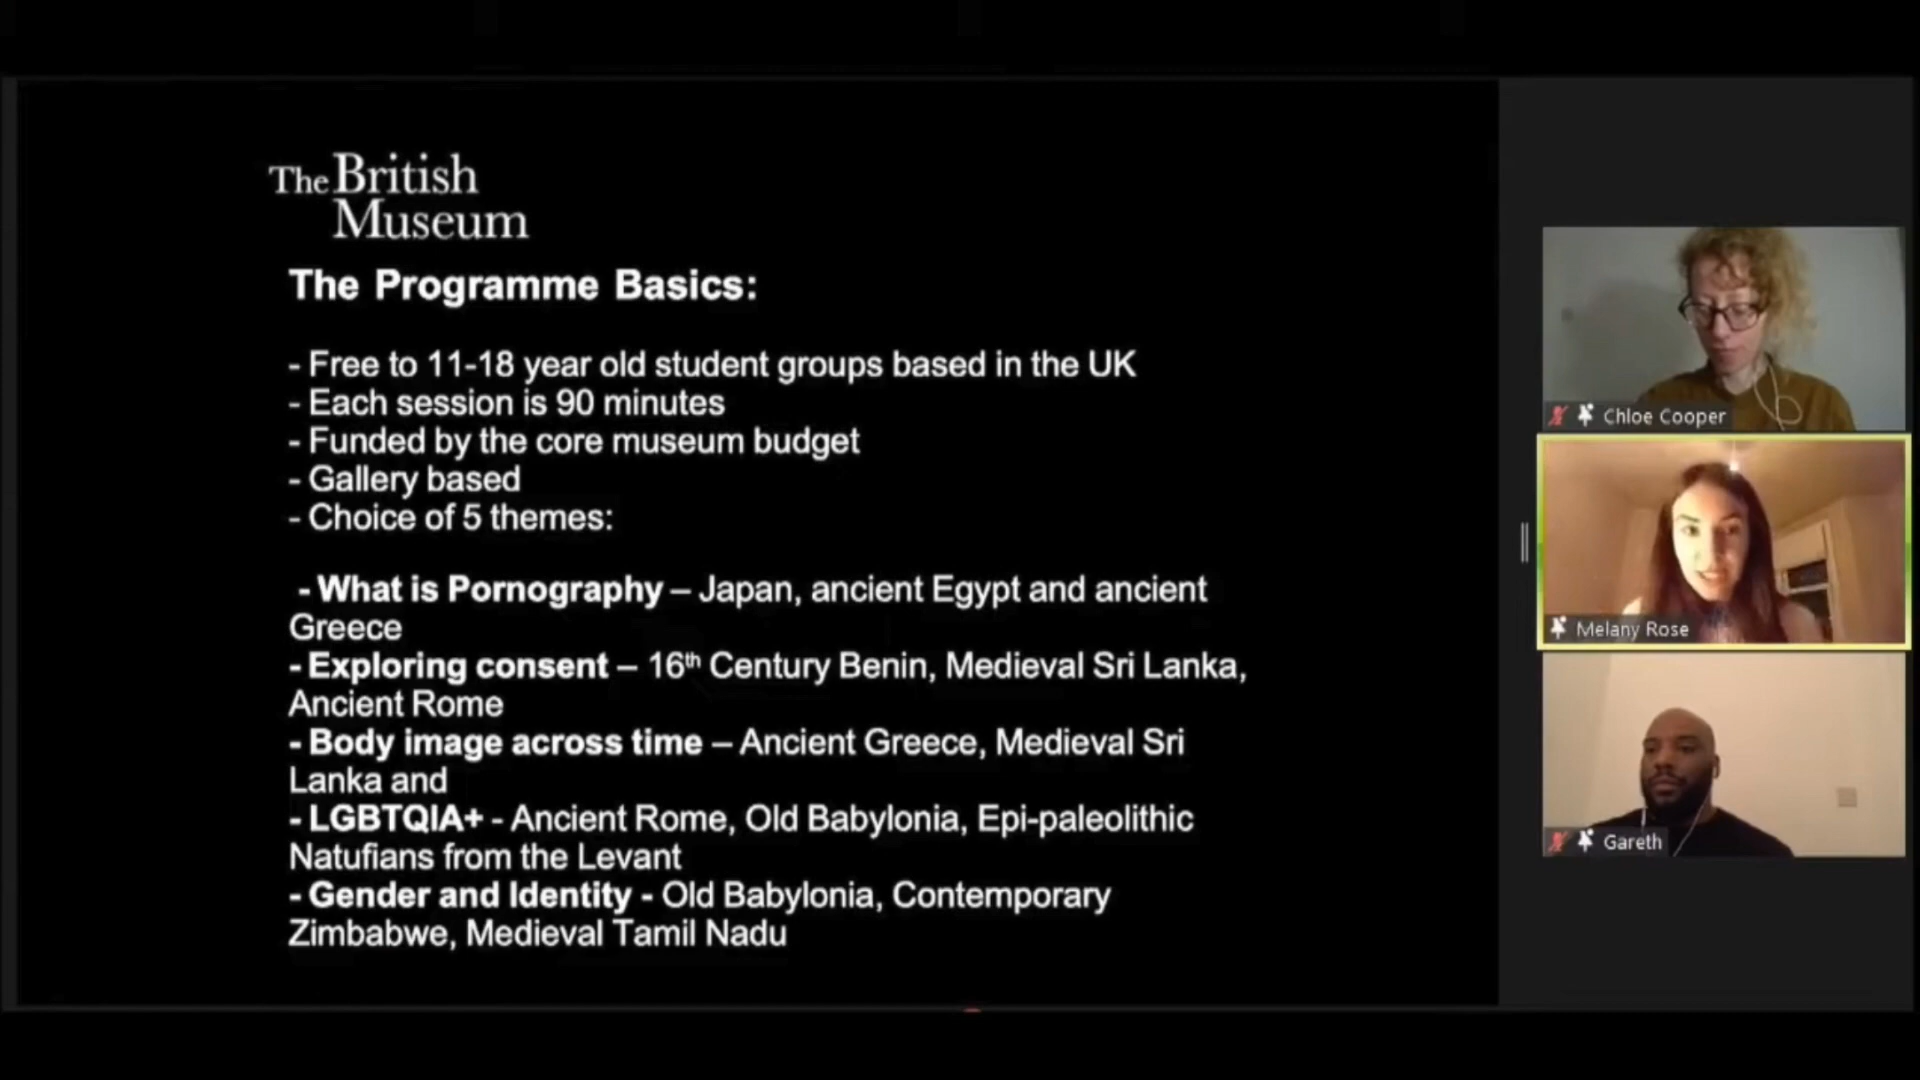 The British
Museum
The Programme Basics:
- Free to 11-18 year old student groups based in the UK
- Each session is 90 minutes
- Funded by the core museum budget
- Gallery based
- Choice of 5 themes:
- What is Pornography – Japan, ancient Egypt and ancient
Greece
- Exploring consent – 16th Century Benin, Medieval Sri Lanka,
Ancient Rome
- Body image across time – Ancient Greece, Medieval Sri
Lanka and
- LGBTQIA+ - Ancient Rome, Old Babylonia, Epi-paleolithic
Natufians from the Levant
- Gender and Identity - Old Babylonia, Contemporary
Zimbabwe, Medieval Tamil Nadu
Chloe Cooper
Melany Rose
Gareth